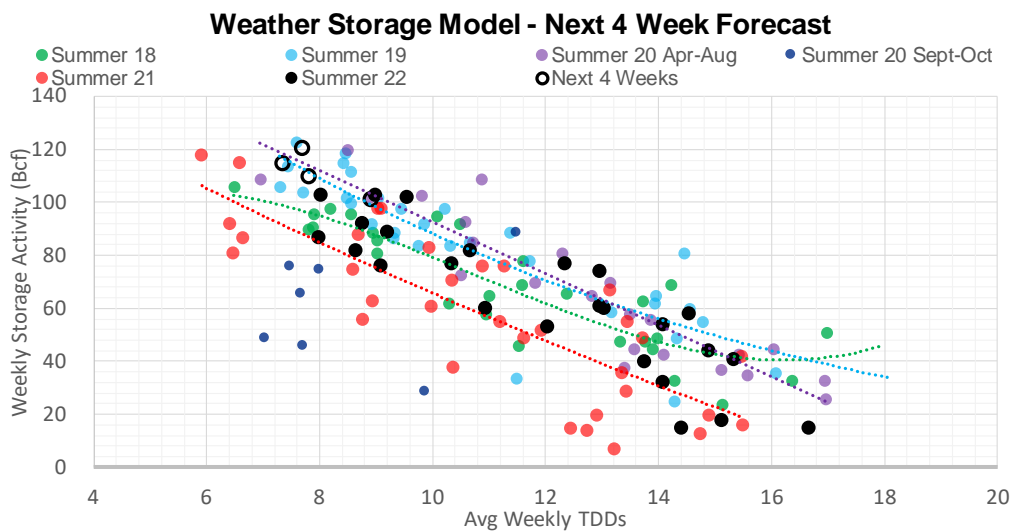 Weather Storage Model - Next 4 Week Forecast
Summer 18 Summer 19 Summer 20 Apr-Aug Summer 20 Sept-Oct
Summer 21 Summer 22 Next 4 Weeks
140
120
100
80
60
40
20
0
Weekly Storage Activity (Bcf)
4 6 8 10 12 14 16 18 20
Avg Weekly TDDs